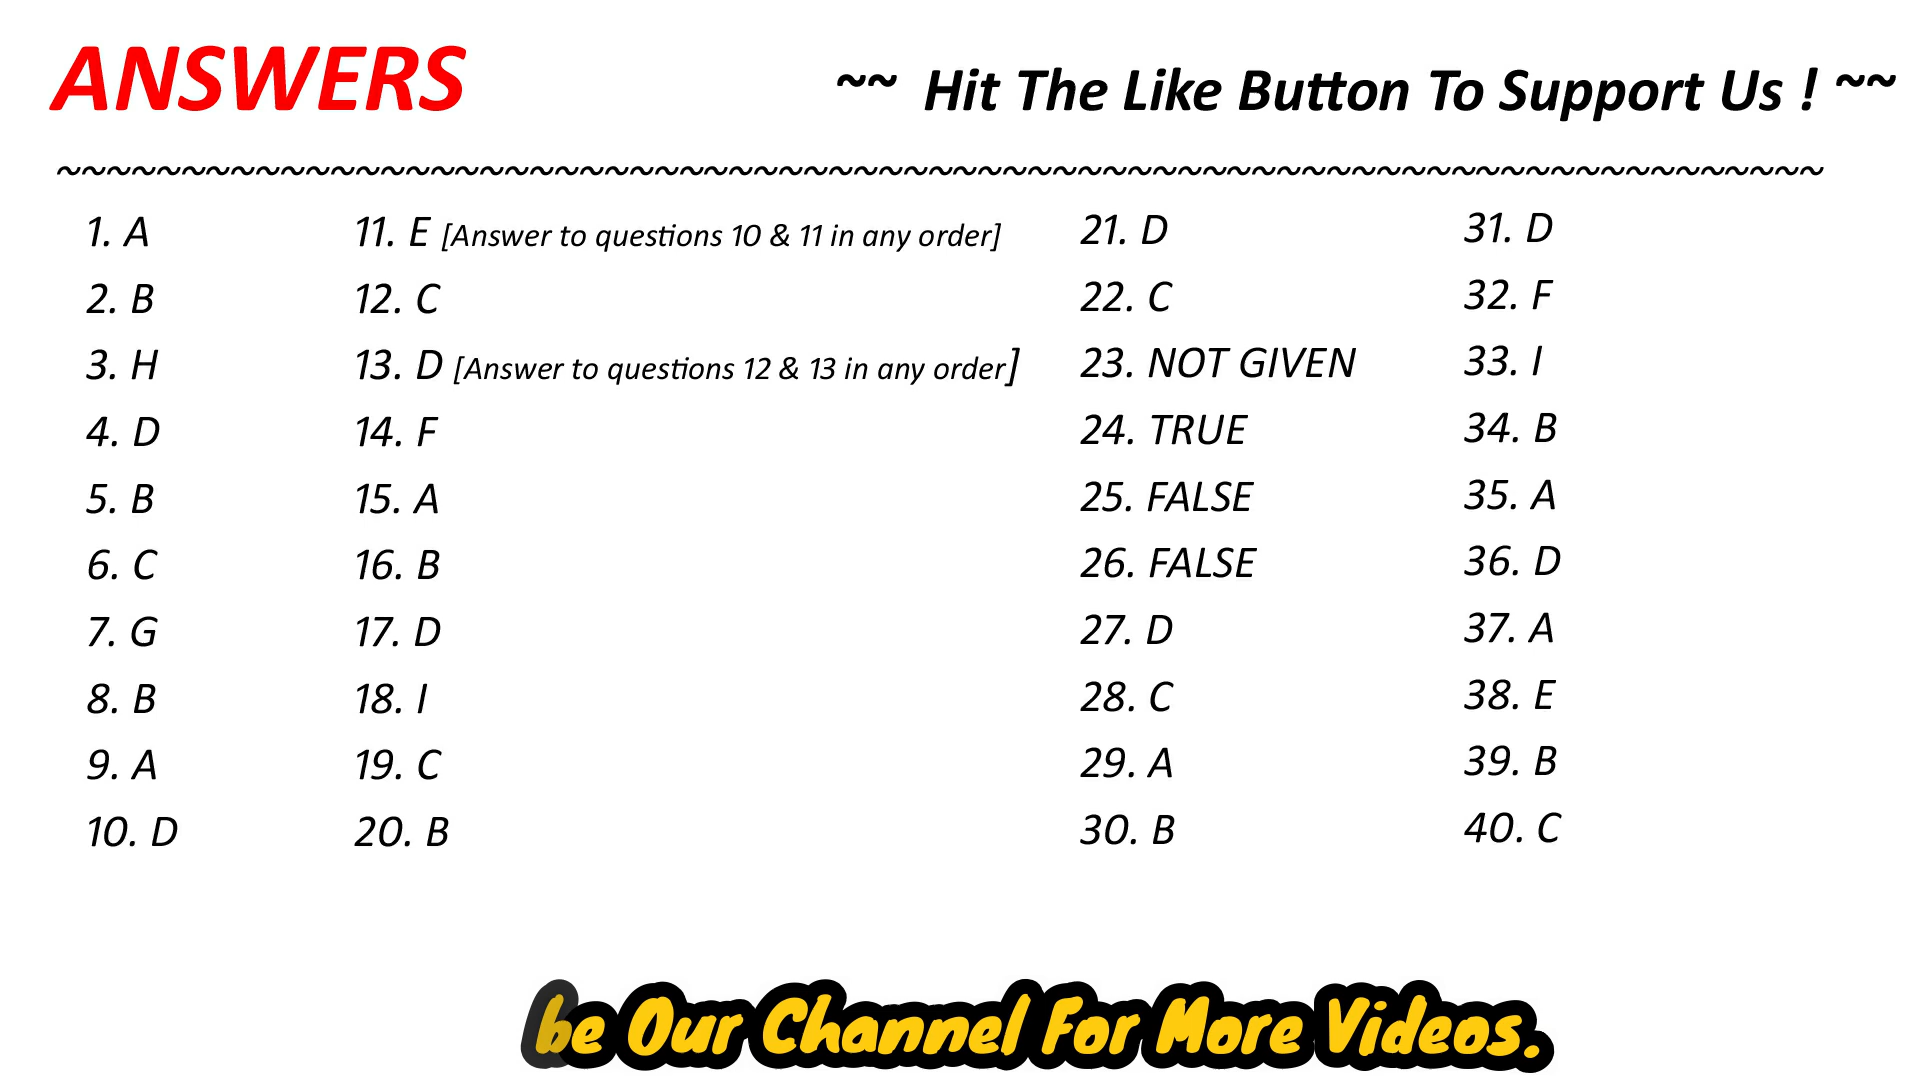 ANSWERS
~~ Hit The Like Button To Support Us ! ~~
~~~~~~~~~~~~~~~~~~~~~~~~~~~~~~~~~~~~~~~~~~~~~~~~~~~~~~~~~~~~~~~~~~~~~~~
1. A
2. B
3. H
4. D
5. B
6. C
7. G
8. B
9. A
10. D
11. E [Answer to questions 10 & 11 in any order]
12. C
13. D [Answer to questions 12 & 13 in any order]
14. F
15. A
16. B
17. D
18. I
19. C
20. B
21. D
22. C
23. NOT GIVEN
24. TRUE
25. FALSE
26. FALSE
27. D
28. C
29. A
30. B
31. D
32. F
33. I
34. B
35. A
36. D
37. A
38. E
39. B
40. C
be Our Channel For More Videos.